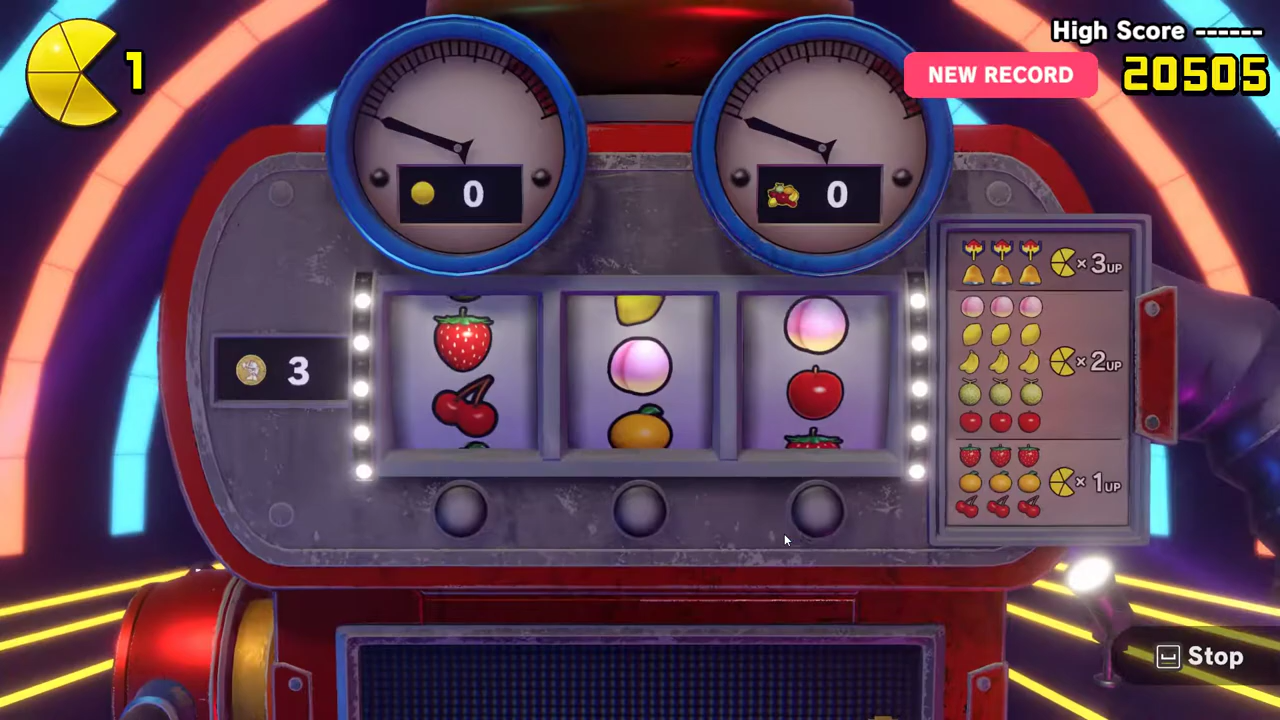 1
High Score ------
NEW RECORD
20505
0
0
3
× 3UP
× 2UP
× 1UP
Stop